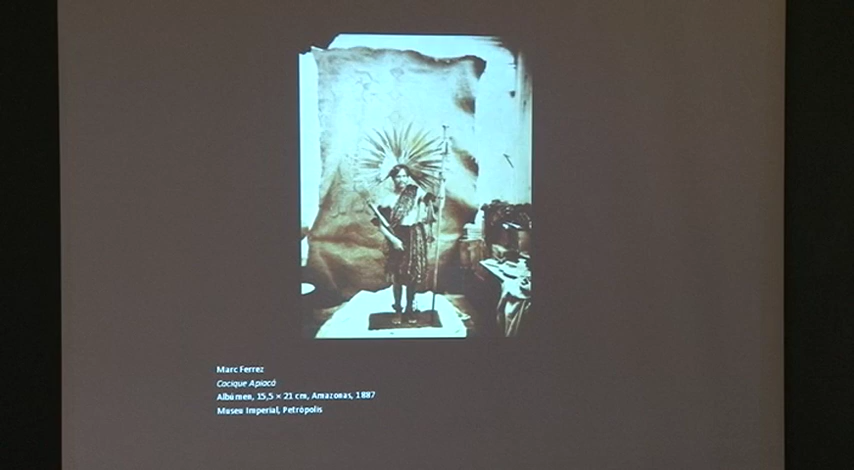 Marc Ferrez
Cacique Apiacá
Albúmen, 15,5 × 21 cm, Amazonas, 1887
Museu Imperial, Petrópolis